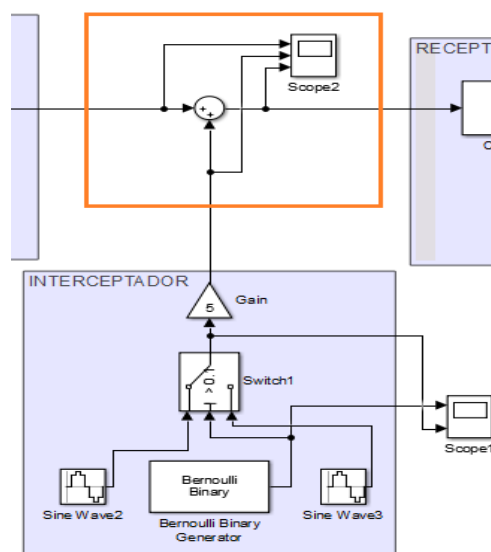 RECEPT
Scope2
+
+
C
INTERCEPTADOR
5
Gain
Switch1
Scope1
Bernoulli
Binary
Sine Wave2
Bernoulli Binary
Generator
Sine Wave3